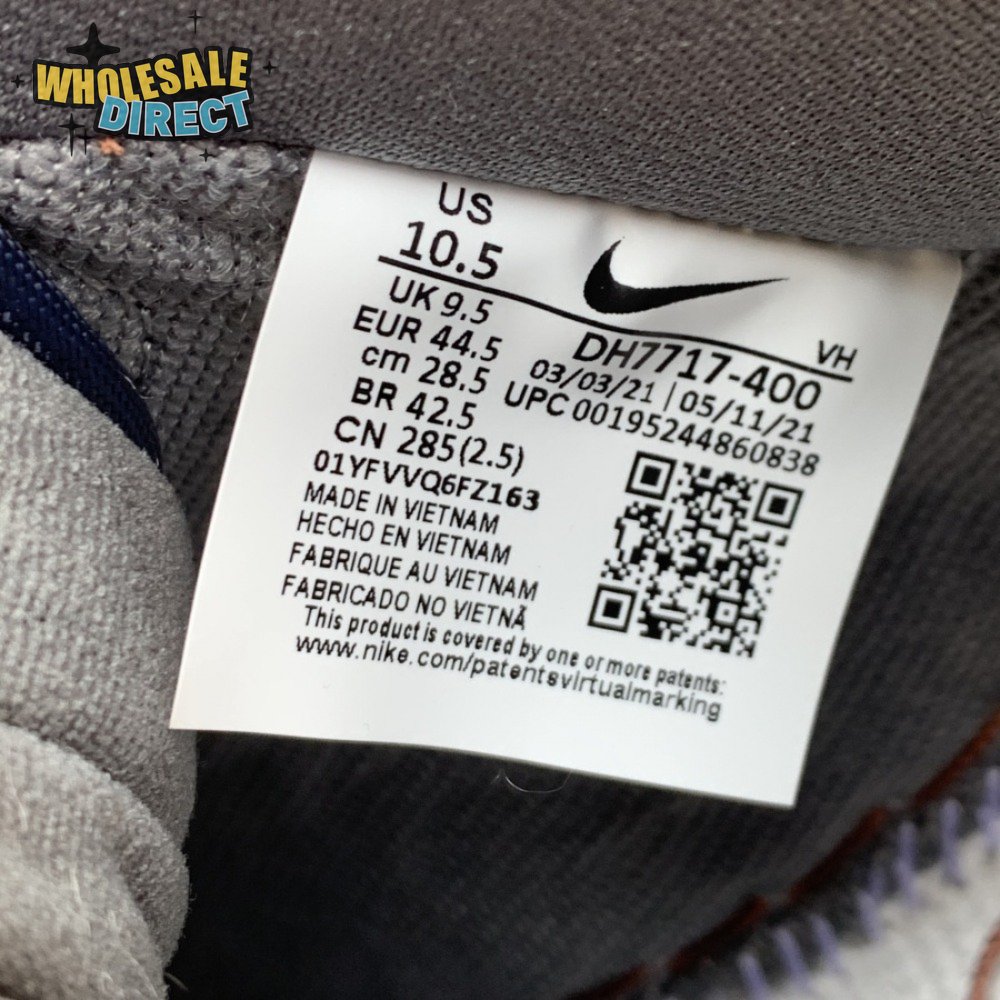 WHOLESALE
DIRECT
US
10.5
UK 9.5
EUR 44.5
cm 28.5
BR 42.5
CN 285(2.5)
01YFVVQ6FZ163
MADE IN VIETNAM
HECHO EN VIETNAM
FABRIQUE AU VIETNAM
FABRICADO NO VIETNÃ
This product is covered by one or more patents:
www.nike.com/patentsvirtualmarking
VH
DH7717-400
03/03/21 | 05/11/21
UPC 00195244860838